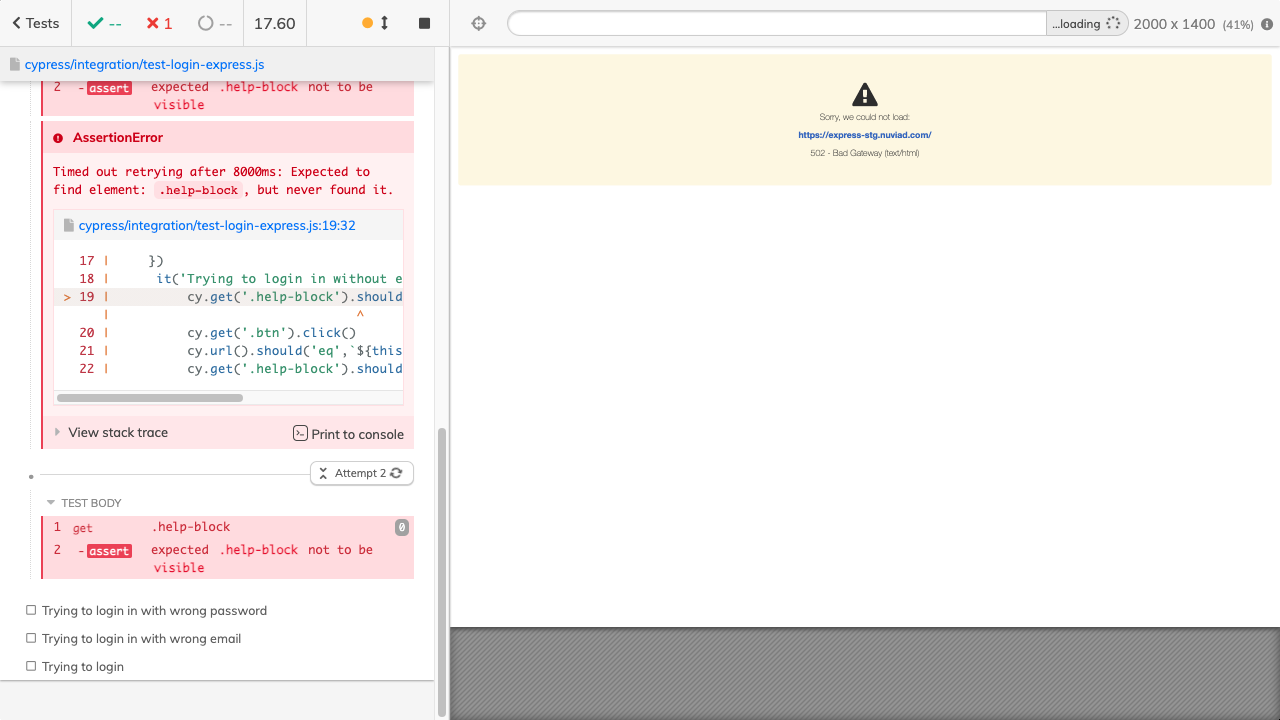 Tests
--
1
--
17.60
...loading
2000 x 1400 (41%)
cypress/integration/test-login-express.js
2 -assert expected .help-block not to be
visible
AssertionError
Timed out retrying after 8000ms: Expected to
find element: .help-block, but never found it.
cypress/integration/test-login-express.js:19:32
17 | })
18 | it('Trying to login in without e
> 19 | cy.get('.help-block').should
| ^
20 | cy.get('.btn').click()
21 | cy.url().should('eq',`${this
22 | cy.get('.help-block').should
View stack trace
Print to console
Attempt 2
TEST BODY
1 get .help-block 0
2 -assert expected .help-block not to be
visible
Trying to login in with wrong password
Trying to login in with wrong email
Trying to login
Sorry, we could not load:
https://express-stg.nuviad.com/
502 - Bad Gateway (text/html)